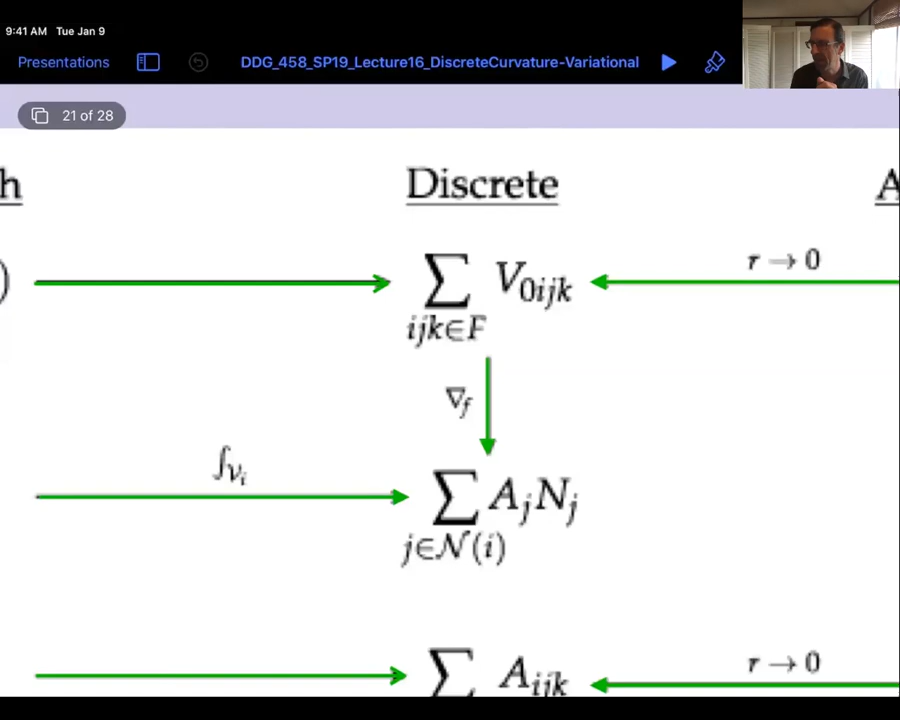 9:41 AM Tue Jan 9
Presentations DDG_458_SP19_Lecture16_DiscreteCurvature-Variational
21 of 28
h Discrete A
) ∑ V₀ᵢⱼₖ r → 0
ijk∈F
∇f
∫𝒱ᵢ ∑ AⱼNⱼ
j∈𝒩(i)
∑ Aᵢⱼₖ r → 0